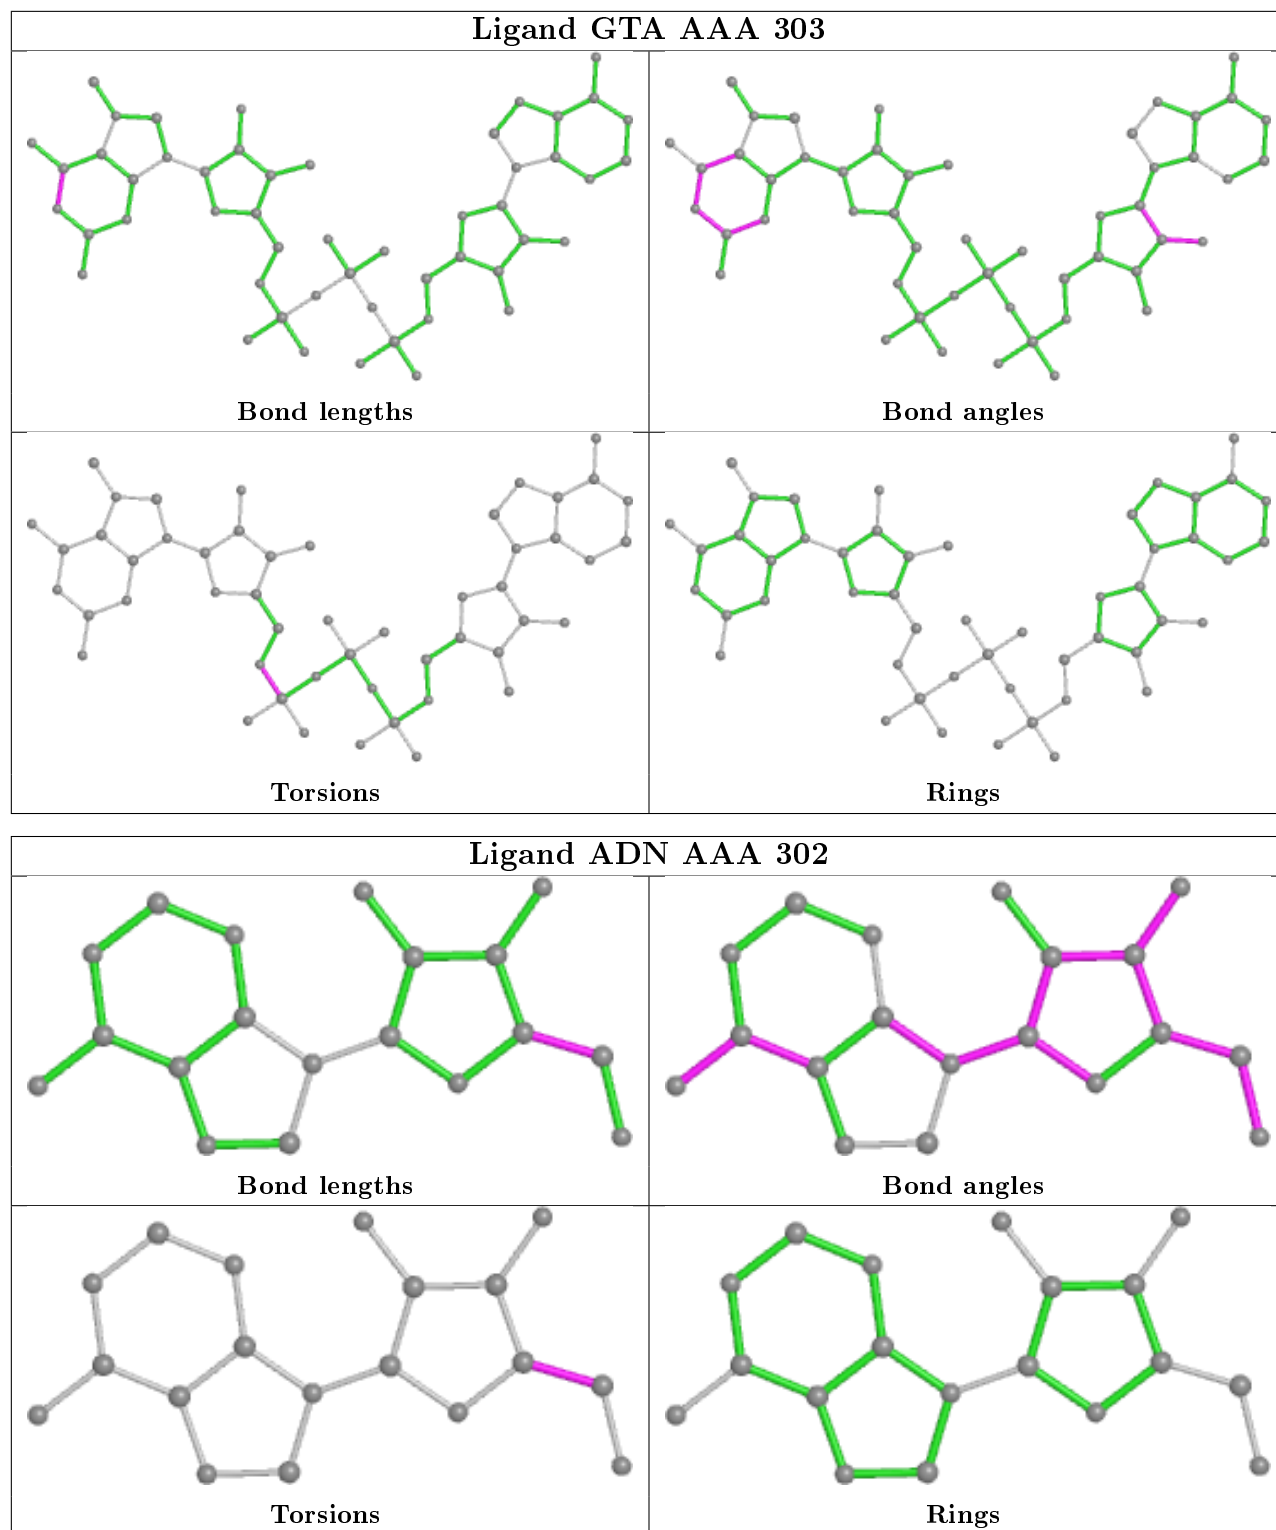 Ligand GTA AAA 303
Bond lengths
Bond angles
Torsions
Rings
Ligand ADN AAA 302
Bond lengths
Bond angles
Torsions
Rings